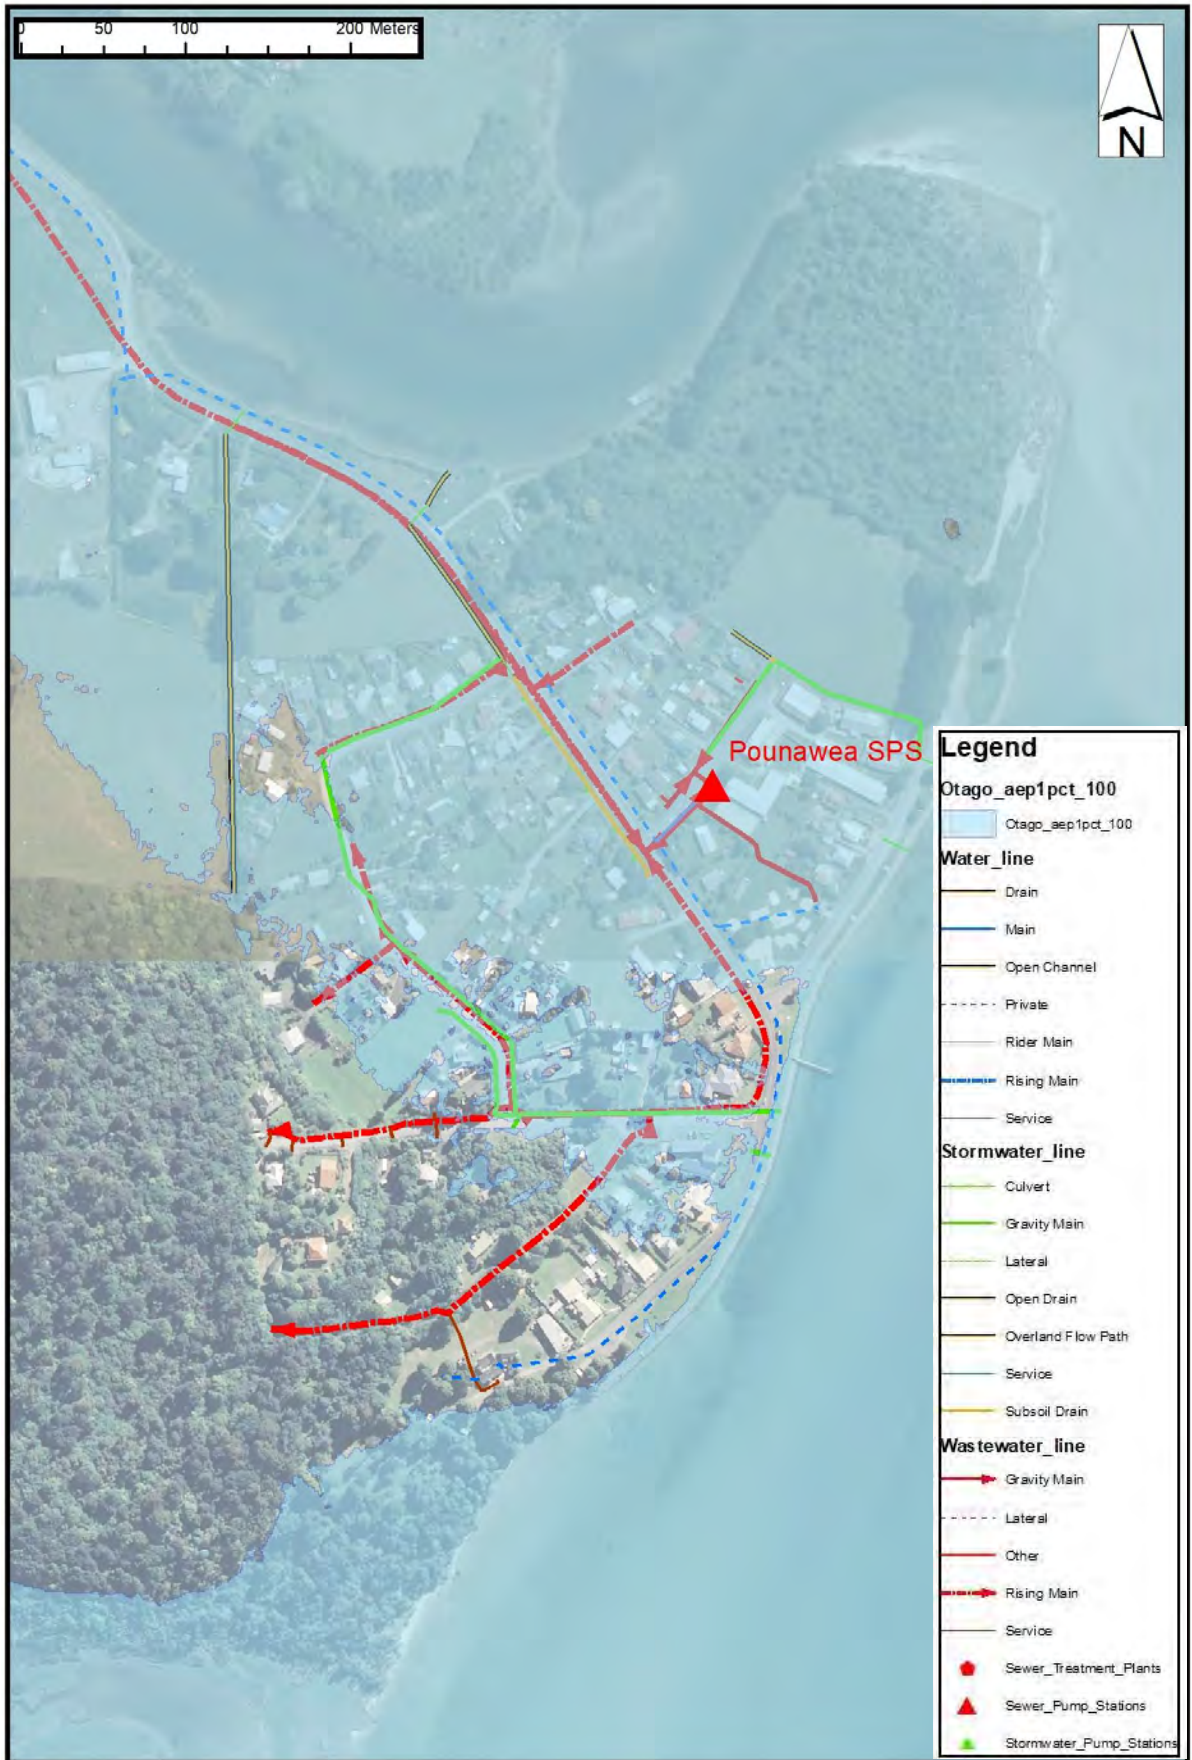 0 50 100 200 Meters
N
Pounawea SPS
Legend
Otago_aep1pct_100
Otago_aep1pct_100
Water_line
Drain
Main
Open Channel
Private
Rider Main
Rising Main
Service
Stormwater_line
Culvert
Gravity Main
Lateral
Open Drain
Overland Flow Path
Service
Subsoil Drain
Wastewater_line
Gravity Main
Lateral
Other
Rising Main
Service
Sewer_Treatment_Plants
Sewer_Pump_Stations
Stormwater_Pump_Stations